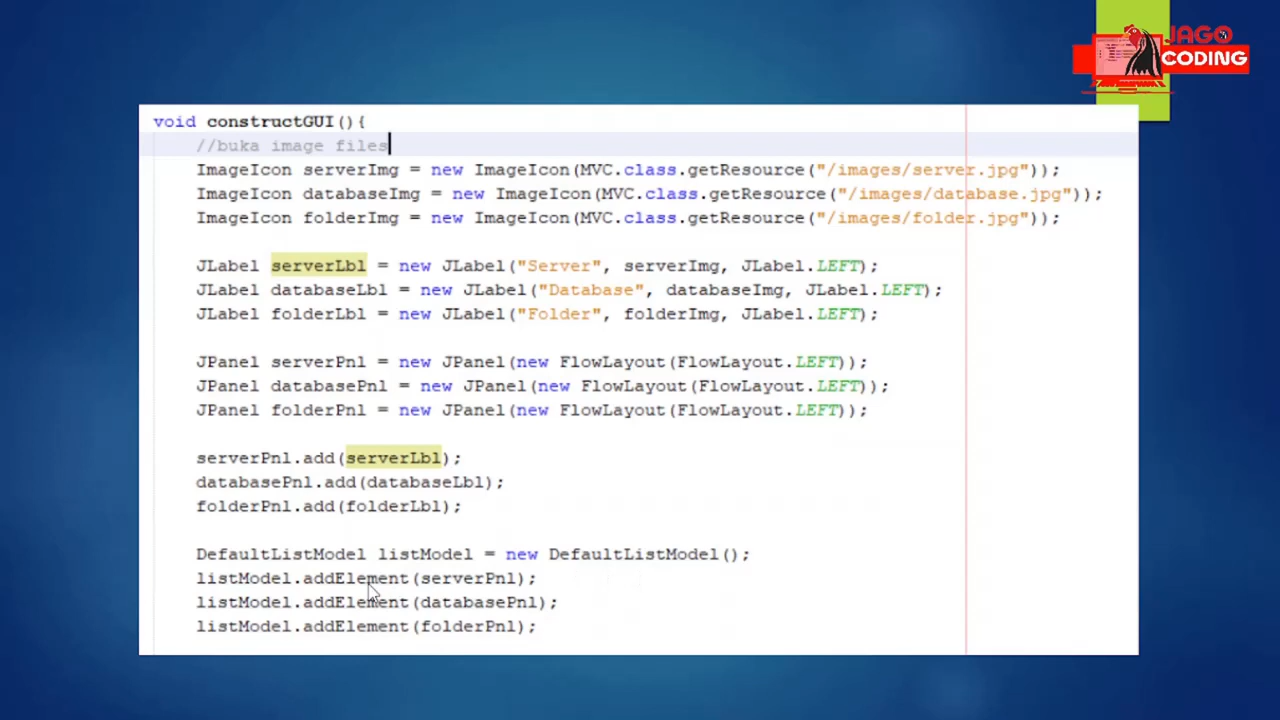 JAGO
CODING
void constructGUI(){
//buka image files
ImageIcon serverImg = new ImageIcon(MVC.class.getResource("/images/server.jpg"));
ImageIcon databaseImg = new ImageIcon(MVC.class.getResource("/images/database.jpg"));
ImageIcon folderImg = new ImageIcon(MVC.class.getResource("/images/folder.jpg"));
JLabel serverLbl = new JLabel("Server", serverImg, JLabel.LEFT);
JLabel databaseLbl = new JLabel("Database", databaseImg, JLabel.LEFT);
JLabel folderLbl = new JLabel("Folder", folderImg, JLabel.LEFT);
JPanel serverPnl = new JPanel(new FlowLayout(FlowLayout.LEFT));
JPanel databasePnl = new JPanel(new FlowLayout(FlowLayout.LEFT));
JPanel folderPnl = new JPanel(new FlowLayout(FlowLayout.LEFT));
serverPnl.add(serverLbl);
databasePnl.add(databaseLbl);
folderPnl.add(folderLbl);
DefaultListModel listModel = new DefaultListModel();
listModel.addElement(serverPnl);
listModel.addElement(databasePnl);
listModel.addElement(folderPnl);